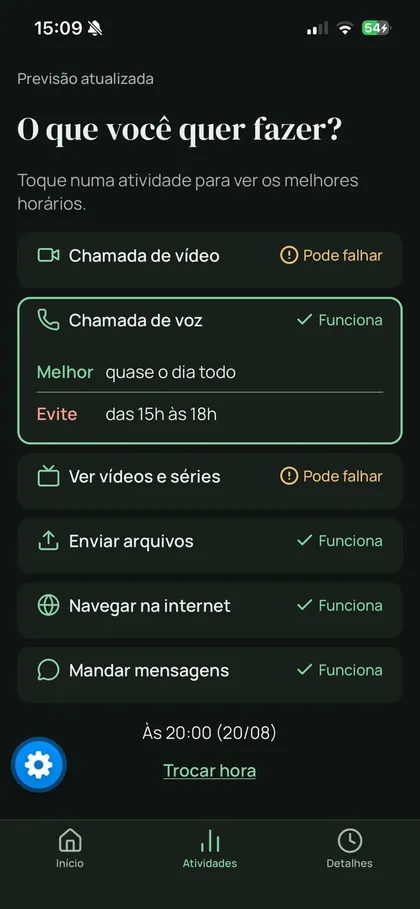 15:09
54
Previsão atualizada
O que você quer fazer?
Toque numa atividade para ver os melhores
horários.
Chamada de vídeo Pode falhar
Chamada de voz Funciona
Melhor quase o dia todo
Evite das 15h às 18h
Ver vídeos e séries Pode falhar
Enviar arquivos Funciona
Navegar na internet Funciona
Mandar mensagens Funciona
Às 20:00 (20/08)
Trocar hora
Início Atividades Detalhes